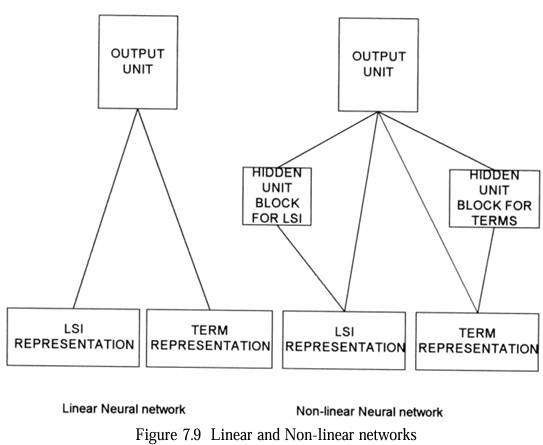 OUTPUT
UNIT
OUTPUT
UNIT
HIDDEN
UNIT
BLOCK
FOR LSI
HIDDEN
UNIT
BLOCK FOR
TERMS
LSI
REPRESENTATION
TERM
REPRESENTATION
LSI
REPRESENTATION
TERM
REPRESENTATION
Linear Neural network
Non-linear Neural network
Figure 7.9 Linear and Non-linear networks